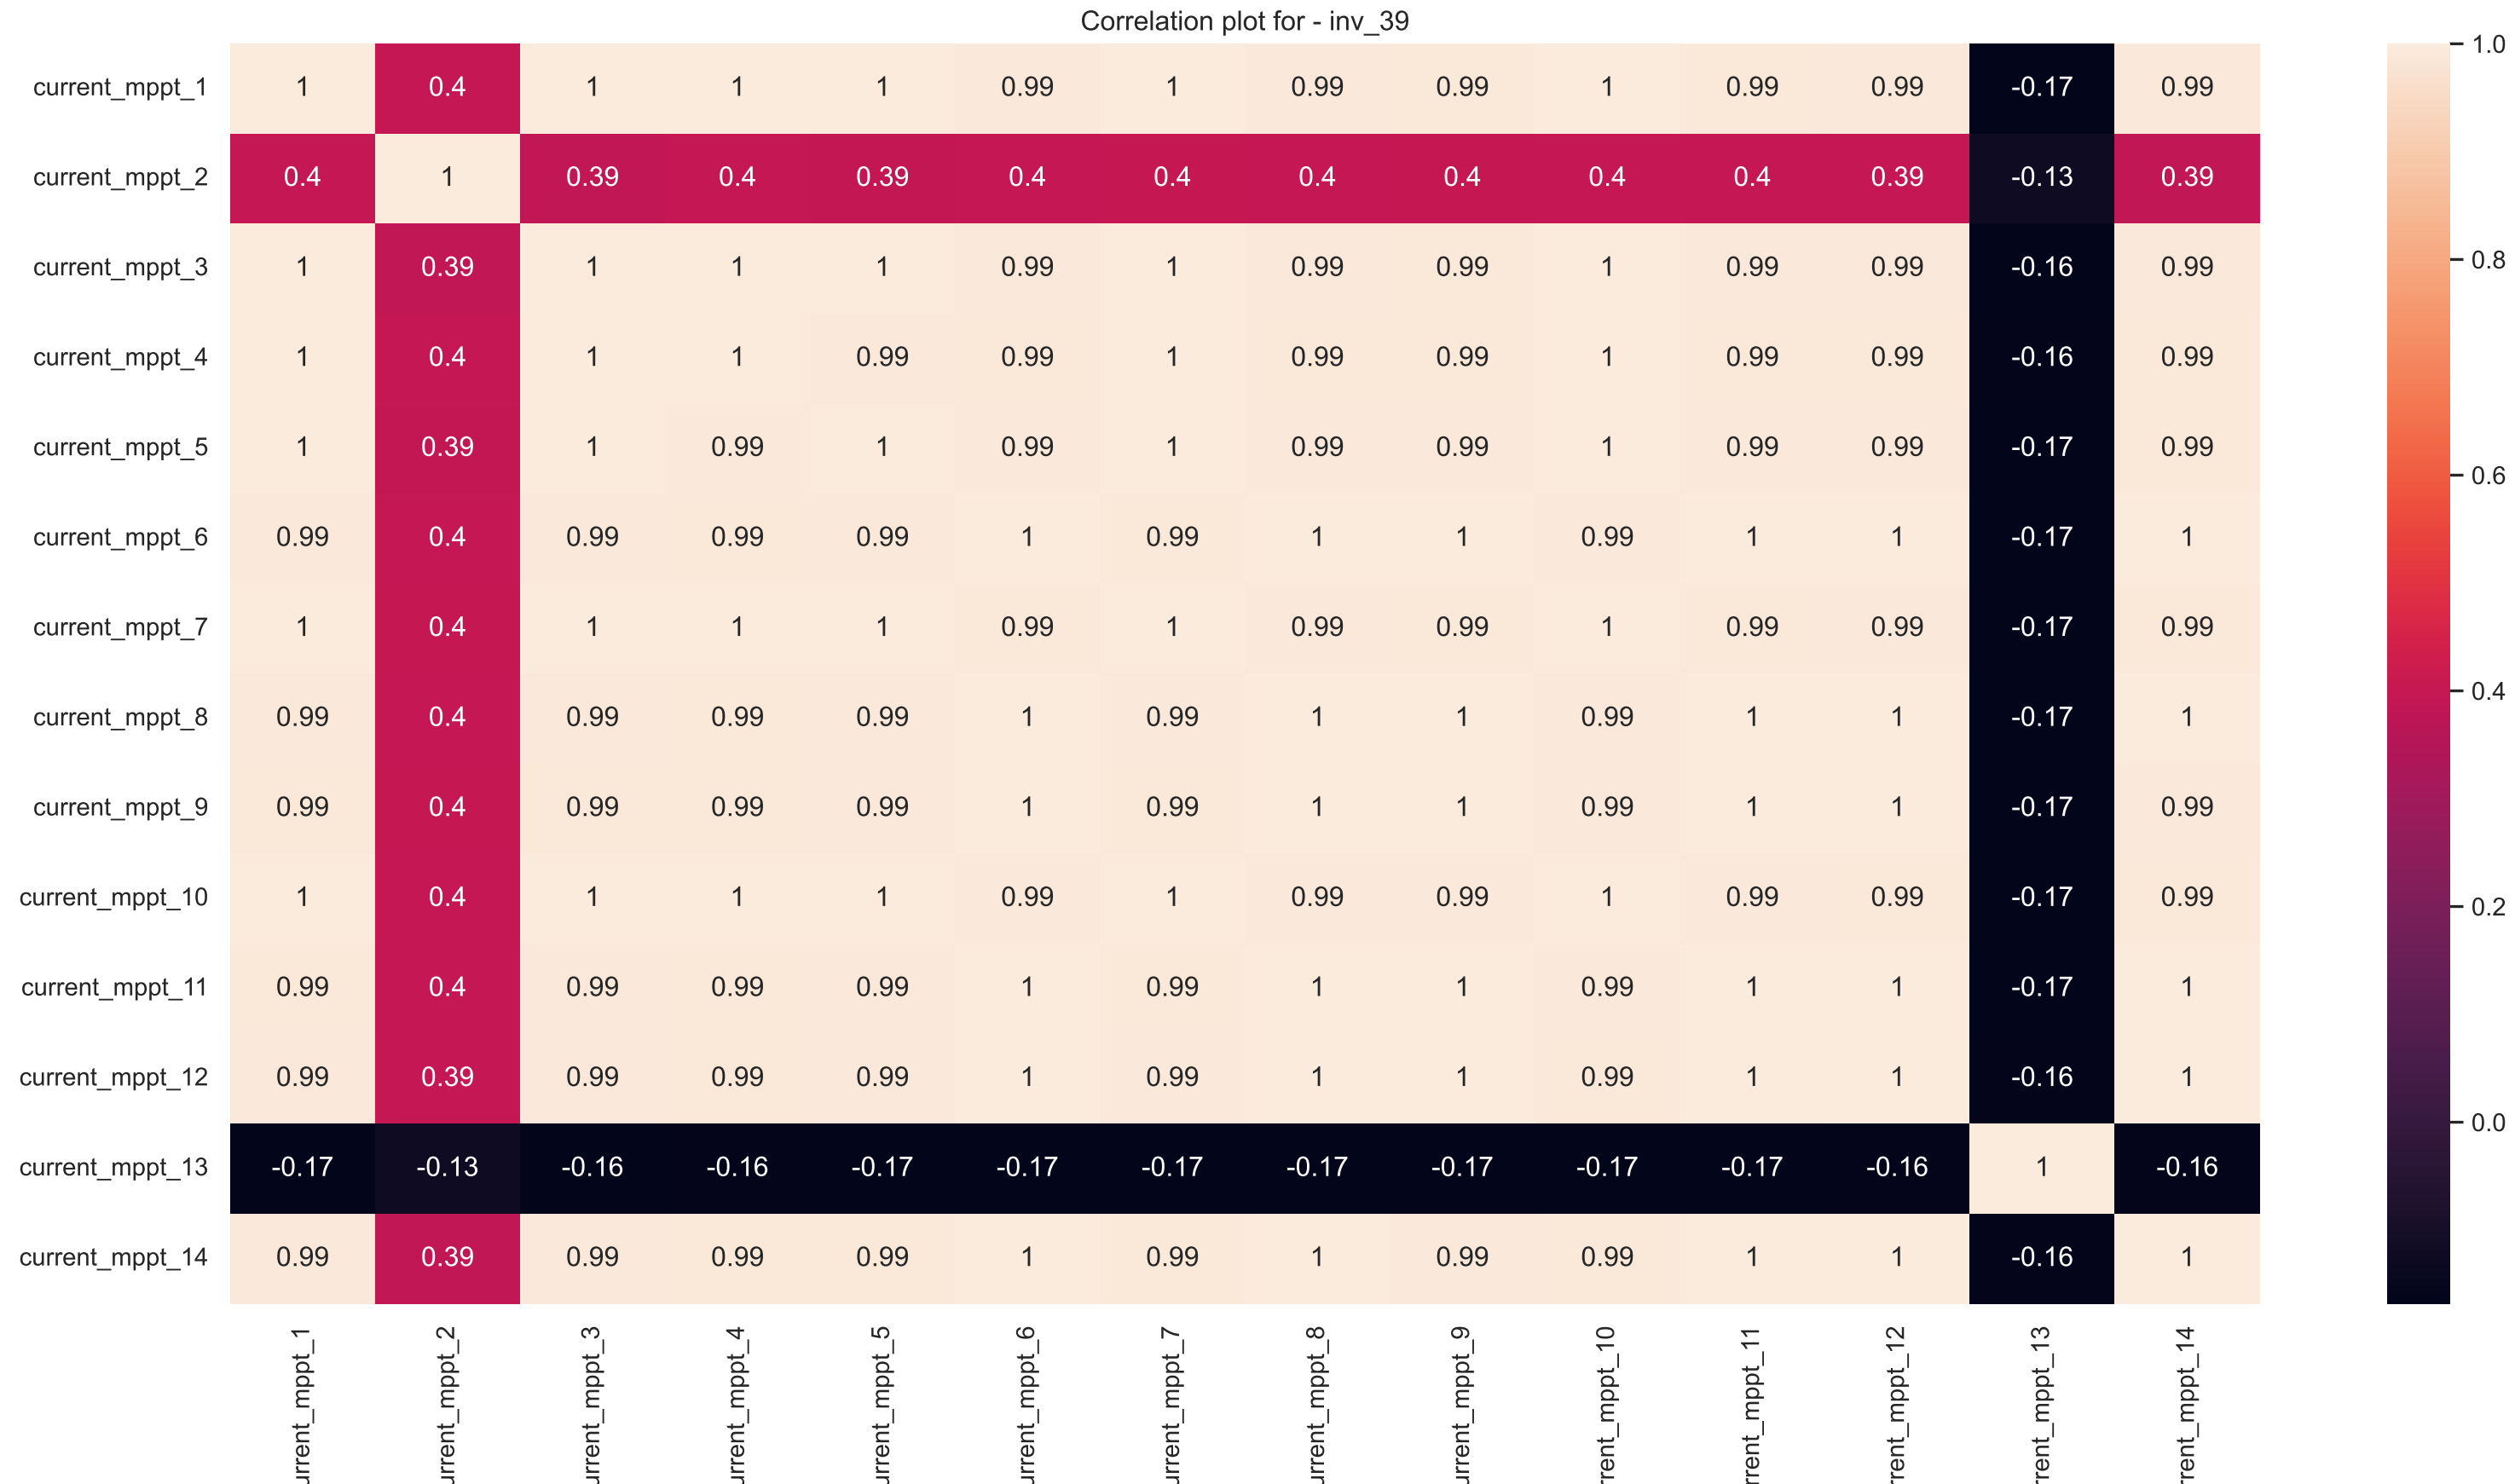 Correlation plot for - inv_39
current_mppt_1 1 0.4 1 1 1 0.99 1 0.99 0.99 1 0.99 0.99 -0.17 0.99
current_mppt_2 0.4 1 0.39 0.4 0.39 0.4 0.4 0.4 0.4 0.4 0.4 0.39 -0.13 0.39
current_mppt_3 1 0.39 1 1 1 0.99 1 0.99 0.99 1 0.99 0.99 -0.16 0.99
current_mppt_4 1 0.4 1 1 0.99 0.99 1 0.99 0.99 1 0.99 0.99 -0.16 0.99
current_mppt_5 1 0.39 1 0.99 1 0.99 1 0.99 0.99 1 0.99 0.99 -0.17 0.99
current_mppt_6 0.99 0.4 0.99 0.99 0.99 1 0.99 1 1 0.99 1 1 -0.17 1
current_mppt_7 1 0.4 1 1 1 0.99 1 0.99 0.99 1 0.99 0.99 -0.17 0.99
current_mppt_8 0.99 0.4 0.99 0.99 0.99 1 0.99 1 1 0.99 1 1 -0.17 1
current_mppt_9 0.99 0.4 0.99 0.99 0.99 1 0.99 1 1 0.99 1 1 -0.17 0.99
current_mppt_10 1 0.4 1 1 1 0.99 1 0.99 0.99 1 0.99 0.99 -0.17 0.99
current_mppt_11 0.99 0.4 0.99 0.99 0.99 1 0.99 1 1 0.99 1 1 -0.17 1
current_mppt_12 0.99 0.39 0.99 0.99 0.99 1 0.99 1 1 0.99 1 1 -0.16 1
current_mppt_13 -0.17 -0.13 -0.16 -0.16 -0.17 -0.17 -0.17 -0.17 -0.17 -0.17 -0.17 -0.16 1 -0.16
current_mppt_14 0.99 0.39 0.99 0.99 0.99 1 0.99 1 0.99 0.99 1 1 -0.16 1
urrent_mppt_1
urrent_mppt_2
urrent_mppt_3
urrent_mppt_4
urrent_mppt_5
urrent_mppt_6
urrent_mppt_7
urrent_mppt_8
urrent_mppt_9
rrent_mppt_10
rrent_mppt_11
rrent_mppt_12
rrent_mppt_13
rrent_mppt_14
1.0
0.8
0.6
0.4
0.2
0.0